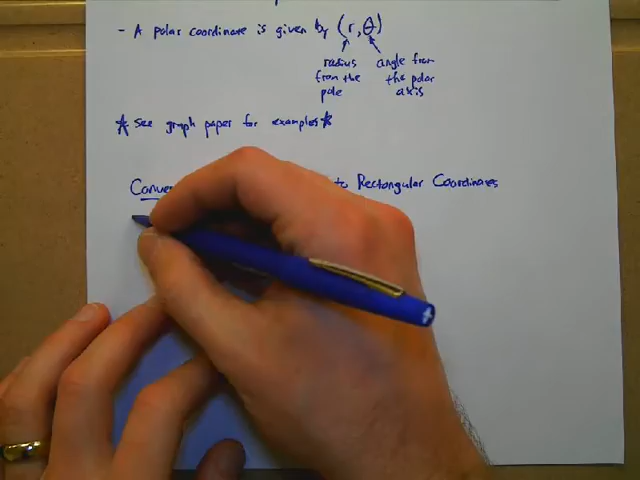 - A polar coordinate is given by (r, θ)
radius from the pole
angle from the polar axis
* see graph paper for examples *
Conve to Rectangular Coordinates